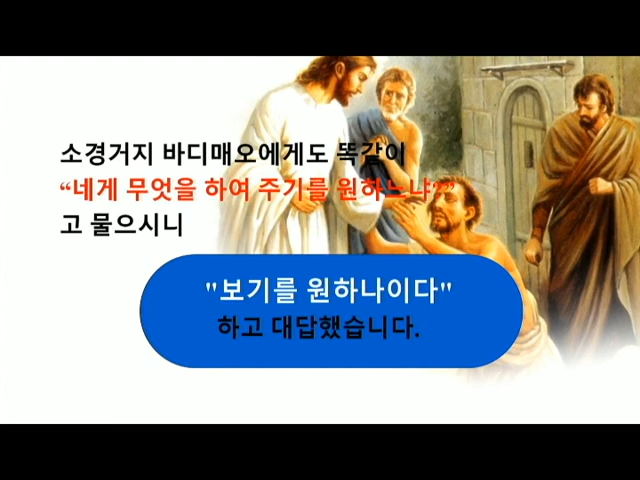 소경거지 바디매오에게도 똑같이
“네게 무엇을 하여 주기를 원하느냐?”
고 물으시니
"보기를 원하나이다"
하고 대답했습니다.